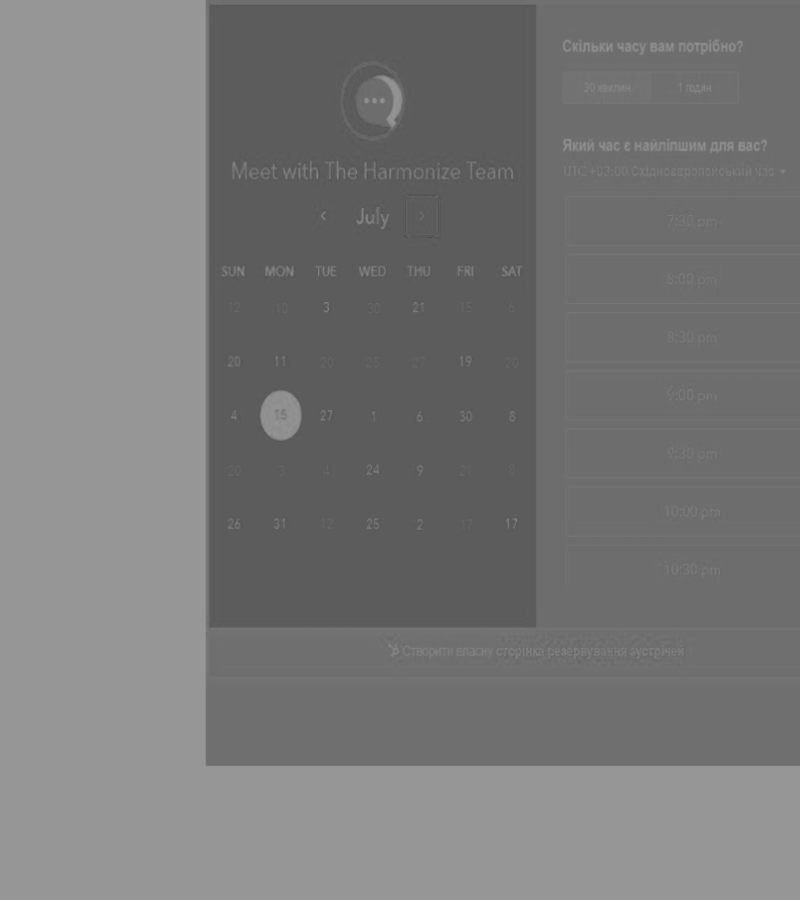 Meet with The Harmonize Team
July
SUN MON TUE WED THU FRI SAT
12 10 3 30 21 15 6
20 11 20 25 27 19 20
4 15 27 1 6 30 8
20 3 4 24 9 21 8
26 31 12 25 2 17
Скільки часу вам потрібно?
30 хвилин 1 годин
Який час є найліпшим для вас?
UTC +03:00 Східноєвропейський час
7:30 pm
8:00 pm
8:30 pm
9:00 pm
9:30 pm
10:00 pm
10:30 pm
Створити власну сторінку резервування зустрічей